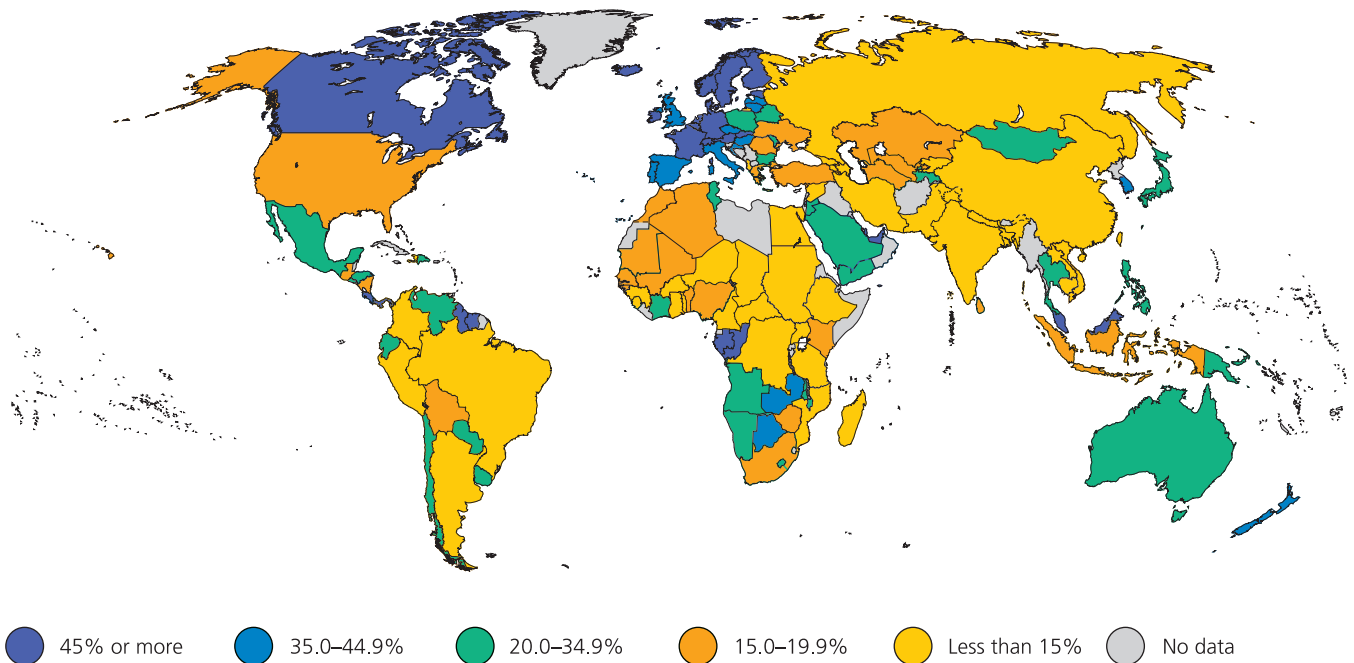 45% or more 35.0–44.9% 20.0–34.9% 15.0–19.9% Less than 15% No data